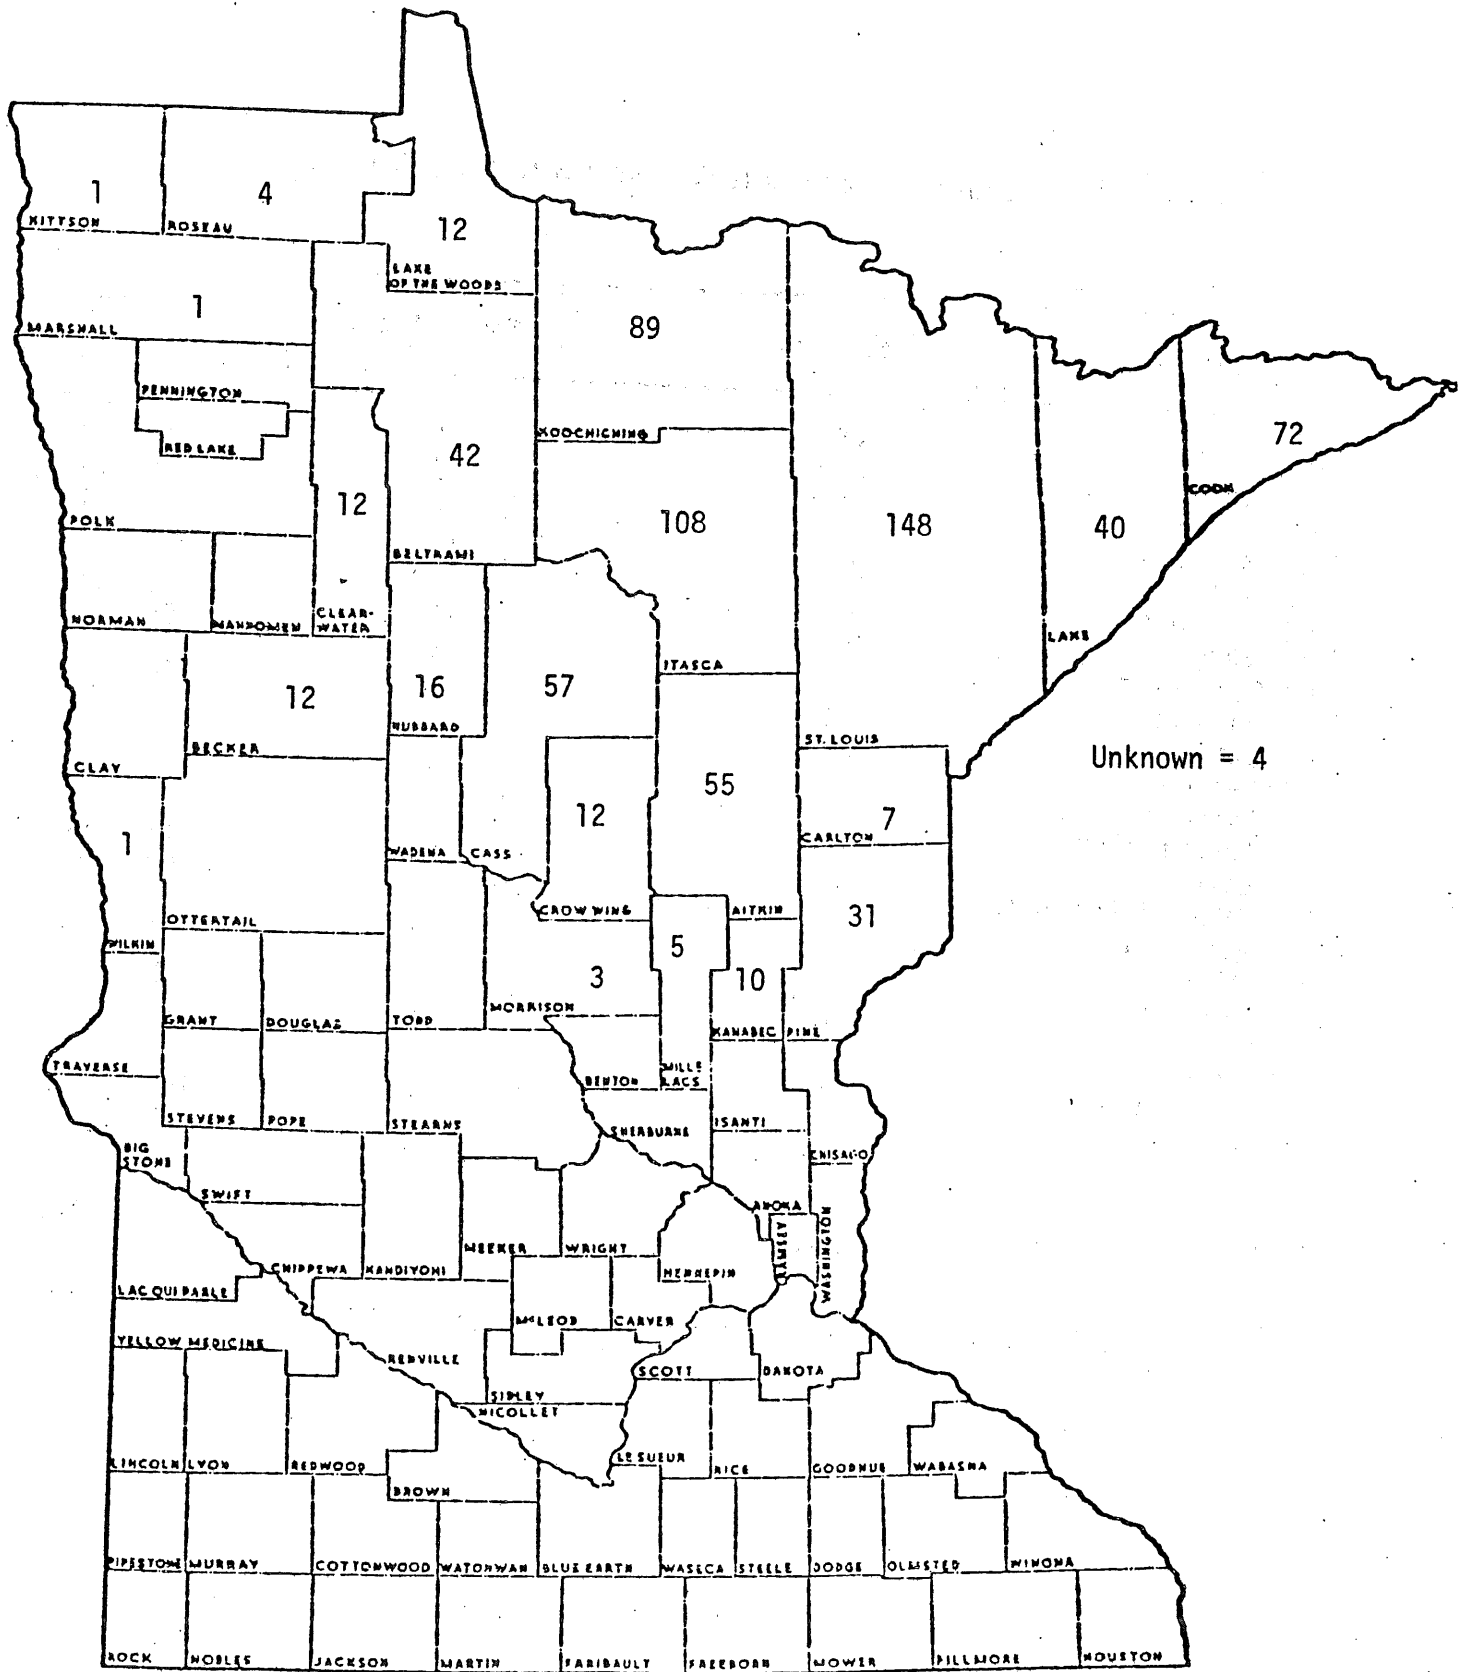 1
KITTSON
4
ROSEAU
12
LAKE
OF THE WOODS
1
MARSHALL
89
KOOCHICHING
PENNINGTON
RED LAKE
POLK
12
CLEAR-
WATER
42
BELTRAMI
108
ITASCA
148
ST. LOUIS
40
LAKE
72
COOK
NORMAN
MAHNOMEN
12
BECKER
16
HUBBARD
57
CASS
CLAY
Unknown = 4
55
AITKIN
12
CROW WING
7
CARLTON
1
WILKIN
WADENA
OTTERTAIL
31
PINE
5
MILLE
LACS
10
KANABEC
3
MORRISON
GRANT
DOUGLAS
TODD
TRAVERSE
BENTON
STEVENS
POPE
STEARNS
SHERBURNE
ISANTI
CHISAGO
BIG
STONE
SWIFT
ANOKA
RAMSEY
WASHINGTON
MEEKER
WRIGHT
HENNEPIN
CHIPPEWA
KANDIYOHI
LAC QUI PARLE
McLEOD
CARVER
YELLOW MEDICINE
RENVILLE
SCOTT
DAKOTA
SIBLEY
NICOLLET
LINCOLN
LYON
REDWOOD
LE SUEUR
RICE
GOODHUE
WABASHA
BROWN
PIPESTONE
MURRAY
COTTONWOOD
WATONWAN
BLUE EARTH
WASECA
STEELE
DODGE
OLMSTED
WINONA
ROCK
NOBLES
JACKSON
MARTIN
FARIBAULT
FREEBORN
MOWER
FILLMORE
HOUSTON